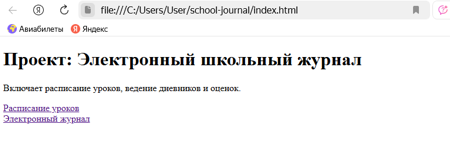 file:///C:/Users/User/school-journal/index.html
Авиабилеты Яндекс
Проект: Электронный школьный журнал
Включает расписание уроков, ведение дневников и оценок.
Расписание уроков
Электронный журнал